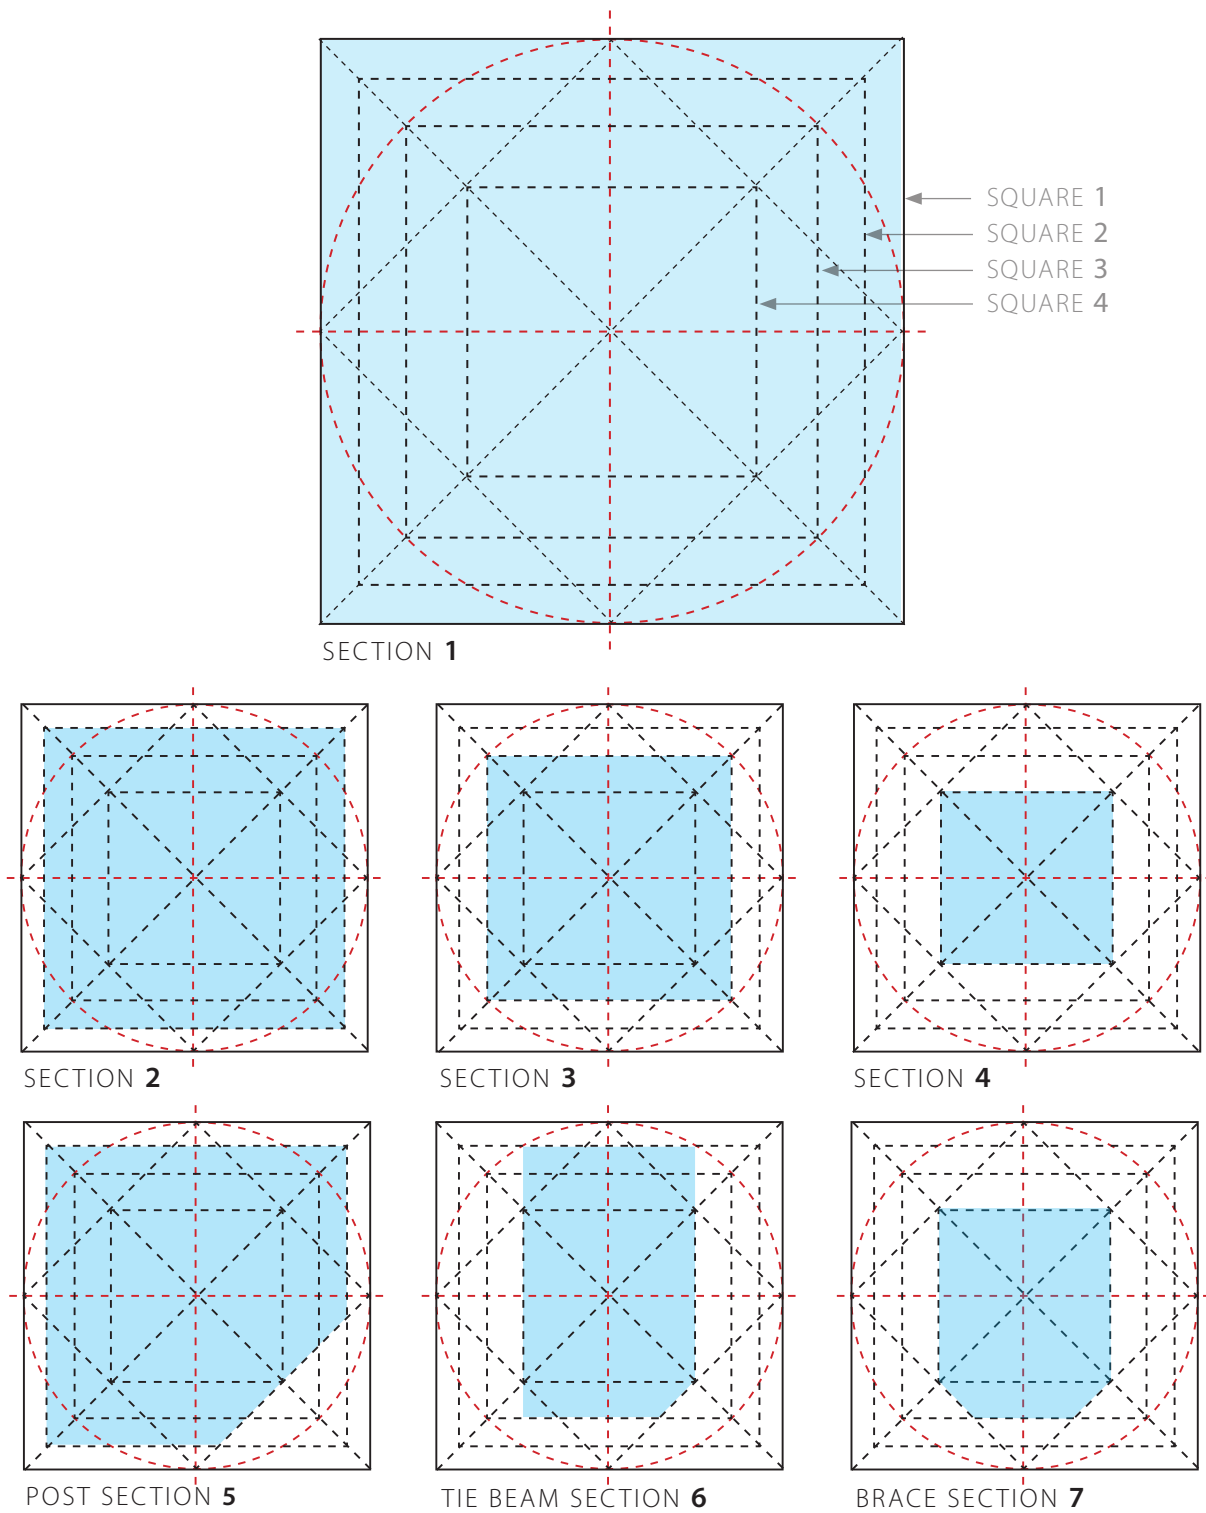 SQUARE 1
SQUARE 2
SQUARE 3
SQUARE 4
SECTION 1
SECTION 2
SECTION 3
SECTION 4
POST SECTION 5
TIE BEAM SECTION 6
BRACE SECTION 7